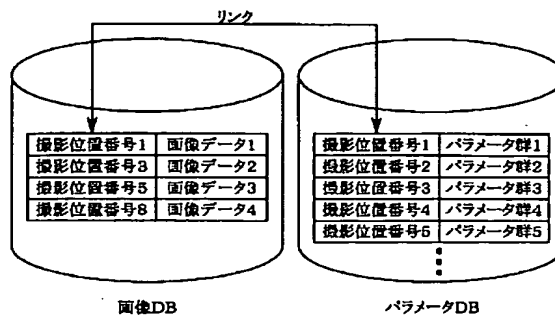 リンク
撮影位置番号1 画像データ1
撮影位置番号3 画像データ2
撮影位置番号5 画像データ3
撮影位置番号8 画像データ4
撮影位置番号1 パラメータ群1
撮影位置番号2 パラメータ群2
撮影位置番号3 パラメータ群3
撮影位置番号4 パラメータ群4
撮影位置番号5 パラメータ群5
画像DB
パラメータDB